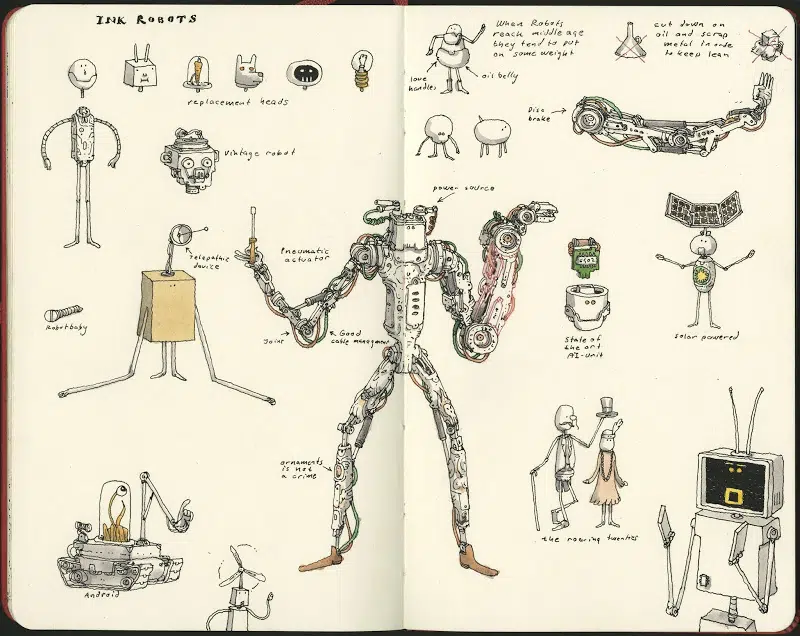 INK ROBOTS
replacement heads
Vintage robot
Telepathic
device
Robotbaby
Pneumatic
actuator
Joint
Good
cable managment
ornaments
is not
a crime
Android
When Robots
reach middle age
they tend to put
on some weight
love
handles
oil belly
cut down on
oil and scrap
metal in order
to keep lean
Disc
brake
power source
State of
the art
AI-unit
solar powered
the roaring twenties